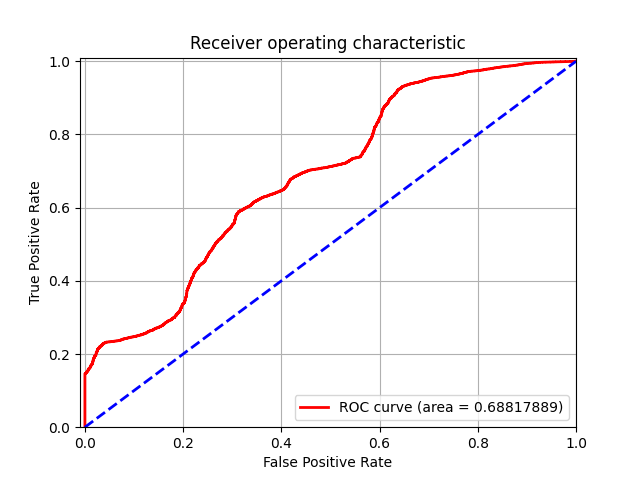 Receiver operating characteristic
True Positive Rate
1.0
0.8
0.6
0.4
0.2
0.0
ROC curve (area = 0.68817889)
0.0 0.2 0.4 0.6 0.8 1.0
False Positive Rate